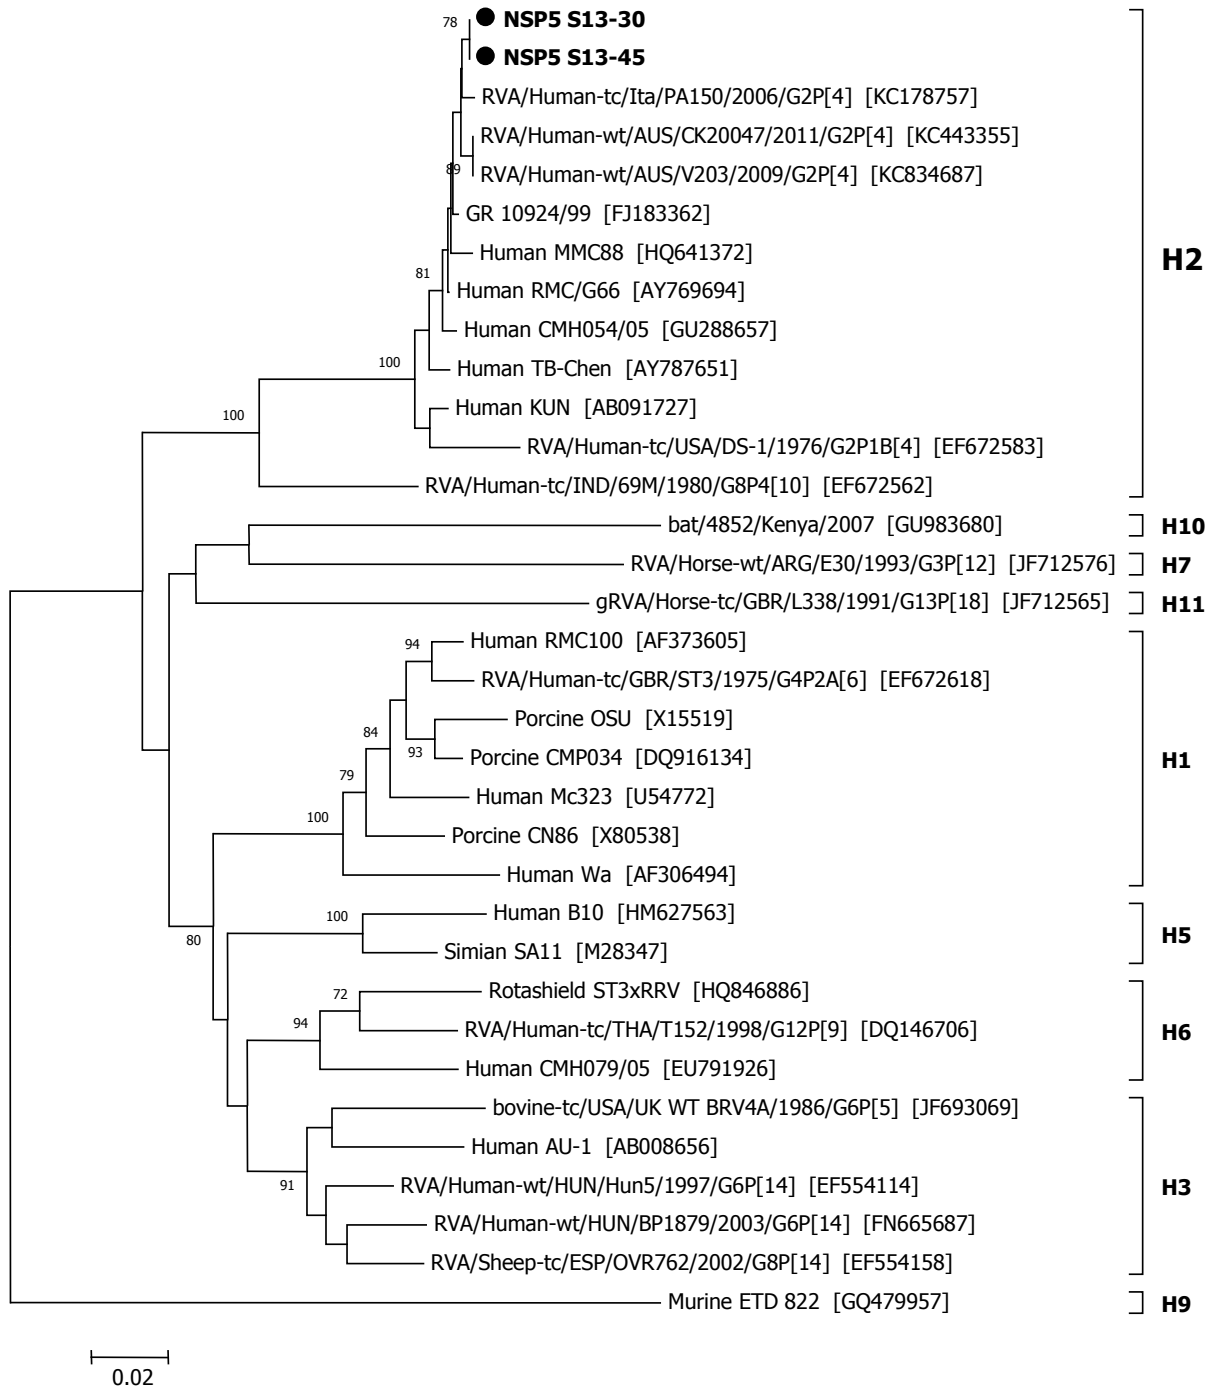 78
NSP5 S13-30
NSP5 S13-45
RVA/Human-tc/Ita/PA150/2006/G2P[4] [KC178757]
RVA/Human-wt/AUS/CK20047/2011/G2P[4] [KC443355]
89
RVA/Human-wt/AUS/V203/2009/G2P[4] [KC834687]
GR 10924/99 [FJ183362]
Human MMC88 [HQ641372]
H2
81
Human RMC/G66 [AY769694]
Human CMH054/05 [GU288657]
100
Human TB-Chen [AY787651]
Human KUN [AB091727]
100
RVA/Human-tc/USA/DS-1/1976/G2P1B[4] [EF672583]
RVA/Human-tc/IND/69M/1980/G8P4[10] [EF672562]
bat/4852/Kenya/2007 [GU983680] H10
RVA/Horse-wt/ARG/E30/1993/G3P[12] [JF712576] H7
gRVA/Horse-tc/GBR/L338/1991/G13P[18] [JF712565] H11
94
Human RMC100 [AF373605]
RVA/Human-tc/GBR/ST3/1975/G4P2A[6] [EF672618]
Porcine OSU [X15519]
84
93
Porcine CMP034 [DQ916134]
H1
79
Human Mc323 [U54772]
100
Porcine CN86 [X80538]
Human Wa [AF306494]
100
Human B10 [HM627563]
H5
80
Simian SA11 [M28347]
72
Rotashield ST3xRRV [HQ846886]
94
RVA/Human-tc/THA/T152/1998/G12P[9] [DQ146706]
H6
Human CMH079/05 [EU791926]
bovine-tc/USA/UK WT BRV4A/1986/G6P[5] [JF693069]
Human AU-1 [AB008656]
91
RVA/Human-wt/HUN/Hun5/1997/G6P[14] [EF554114]
H3
RVA/Human-wt/HUN/BP1879/2003/G6P[14] [FN665687]
RVA/Sheep-tc/ESP/OVR762/2002/G8P[14] [EF554158]
Murine ETD 822 [GQ479957] H9
0.02